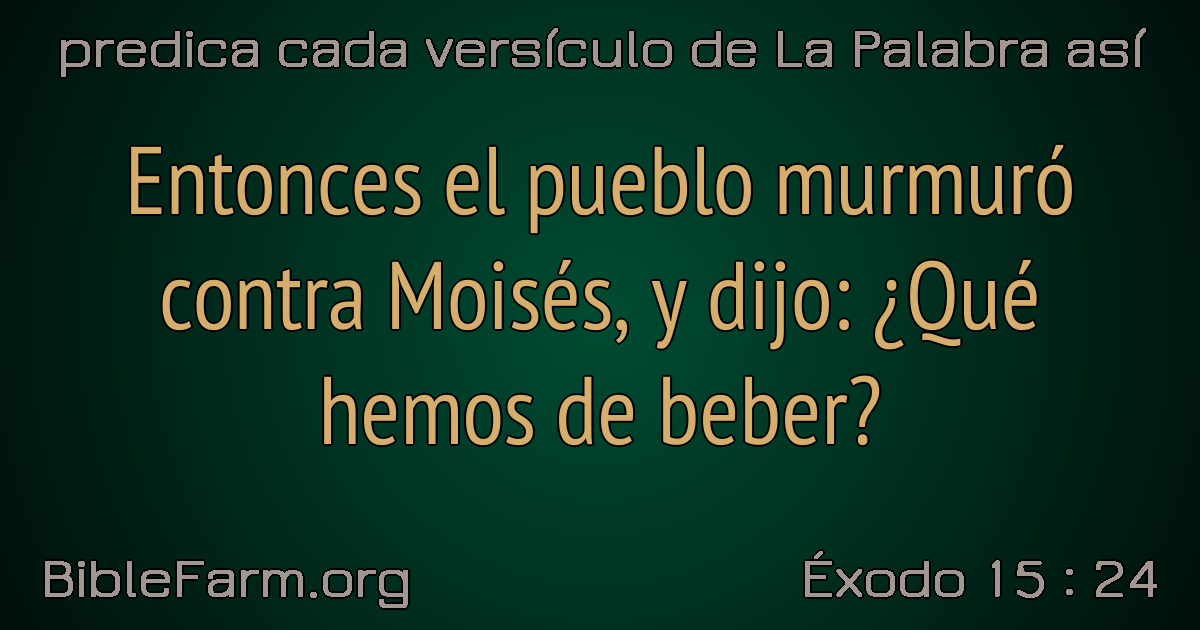 predica cada versículo de La Palabra así
Entonces el pueblo murmuró
contra Moisés, y dijo: ¿Qué
hemos de beber?
BibleFarm.org
Éxodo 15 : 24